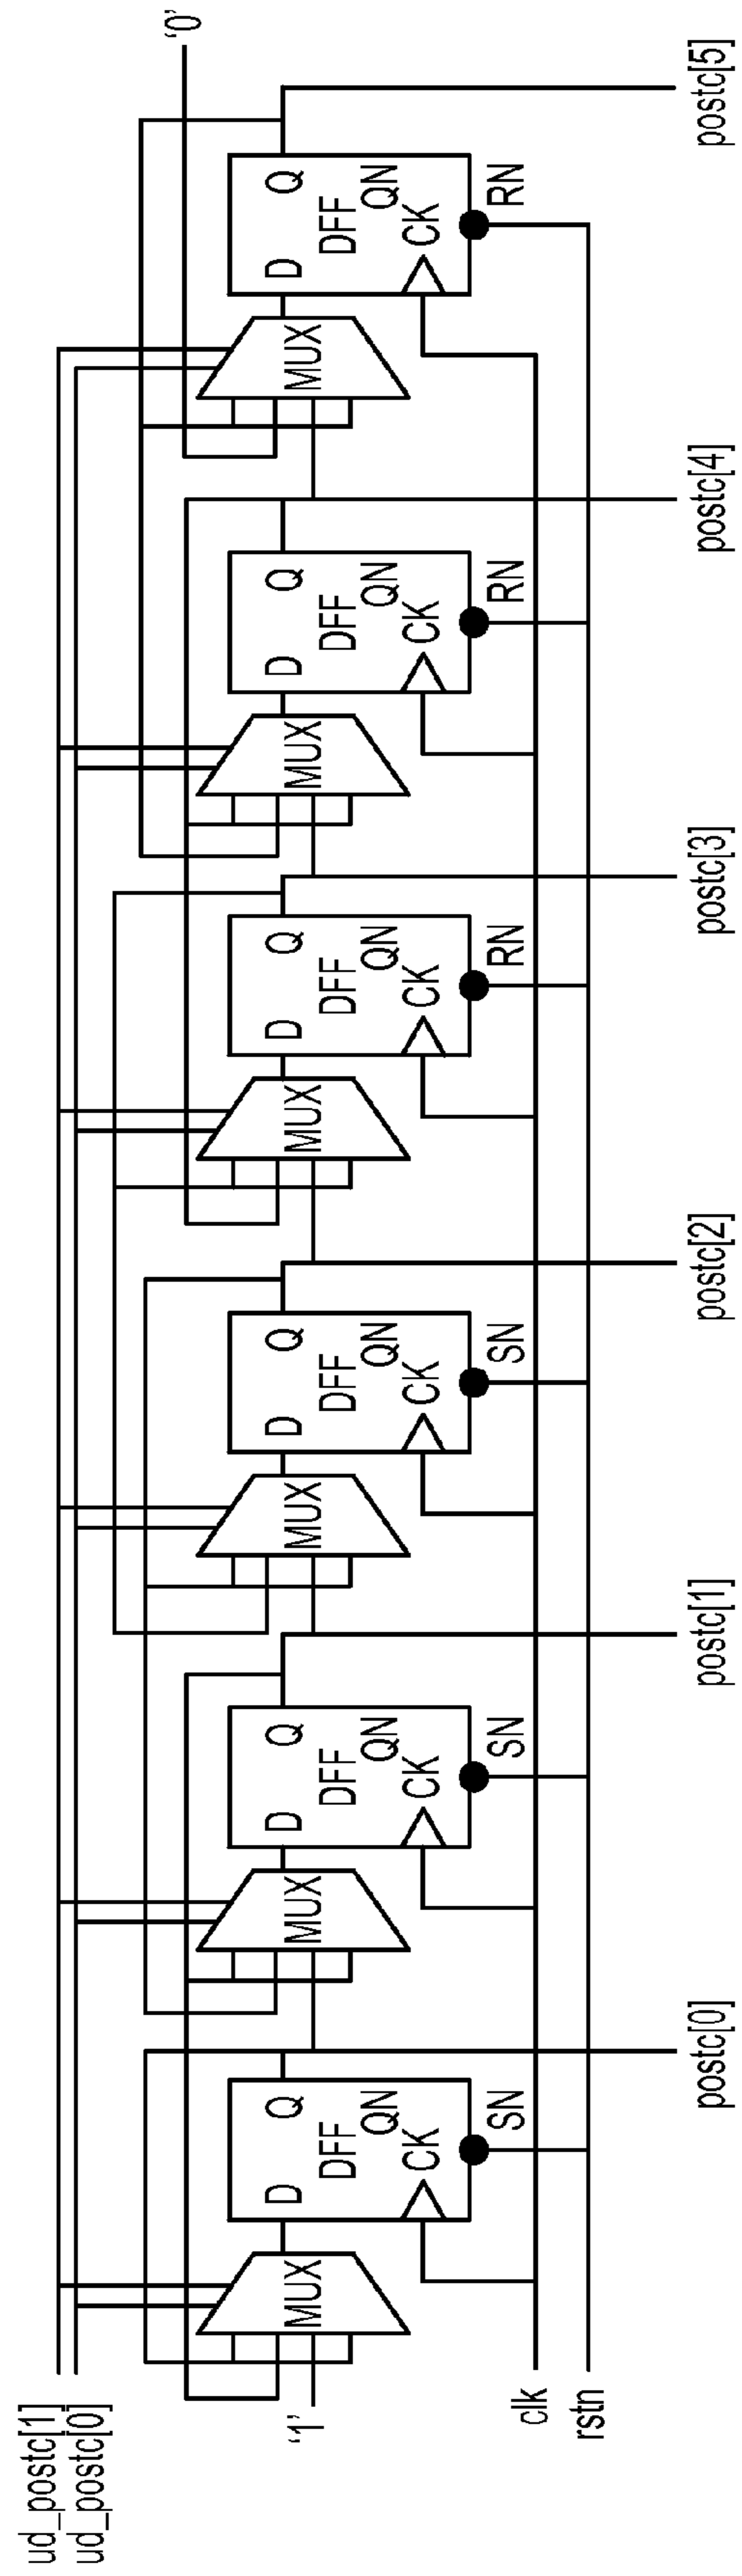 ud_postc[1]
ud_postc[0]
'1'
'0'
MUX
D
Q
DFF
QN
CK
SN
MUX
D
Q
DFF
QN
CK
SN
MUX
D
Q
DFF
QN
CK
SN
MUX
D
Q
DFF
QN
CK
RN
MUX
D
Q
DFF
QN
CK
RN
MUX
D
Q
DFF
QN
CK
RN
clk
rstn
postc[0]
postc[1]
postc[2]
postc[3]
postc[4]
postc[5]